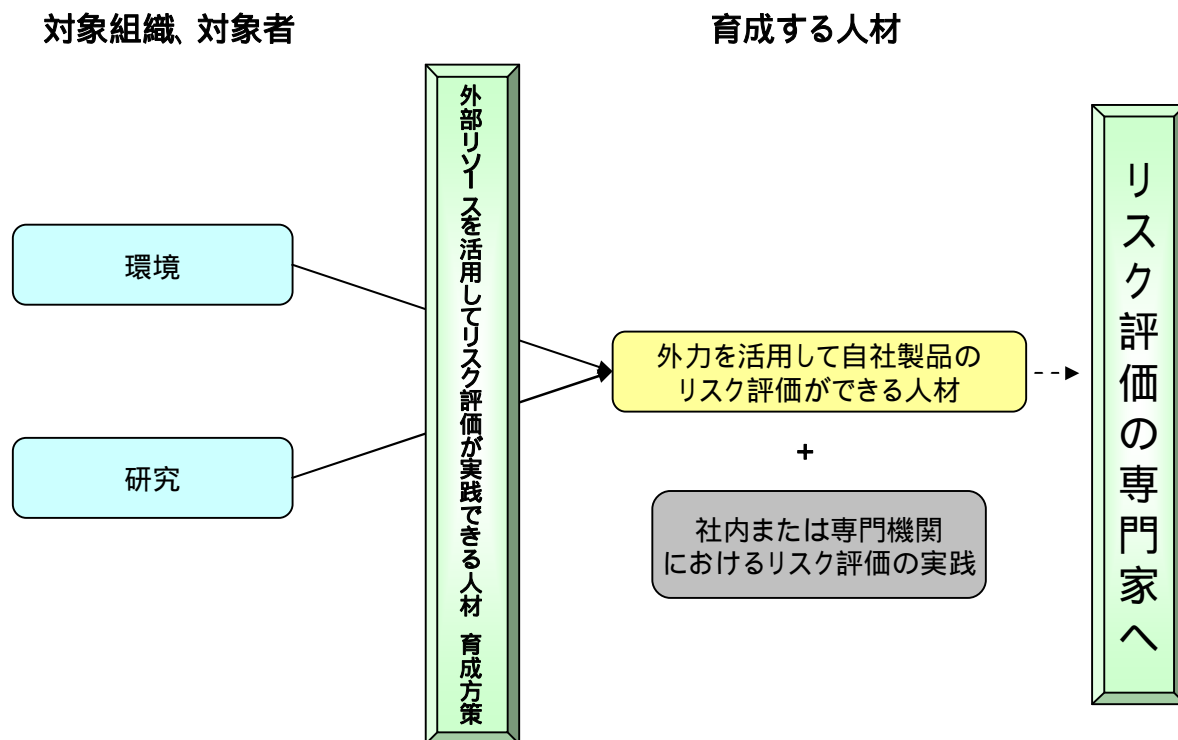 対象組織、対象者
育成する人材
環境
研究
外部リソースを活用してリスク評価が実践できる人材 育成方策
外力を活用して自社製品の
リスク評価ができる人材
+
社内または専門機関
におけるリスク評価の実践
リスク評価の専門家へ